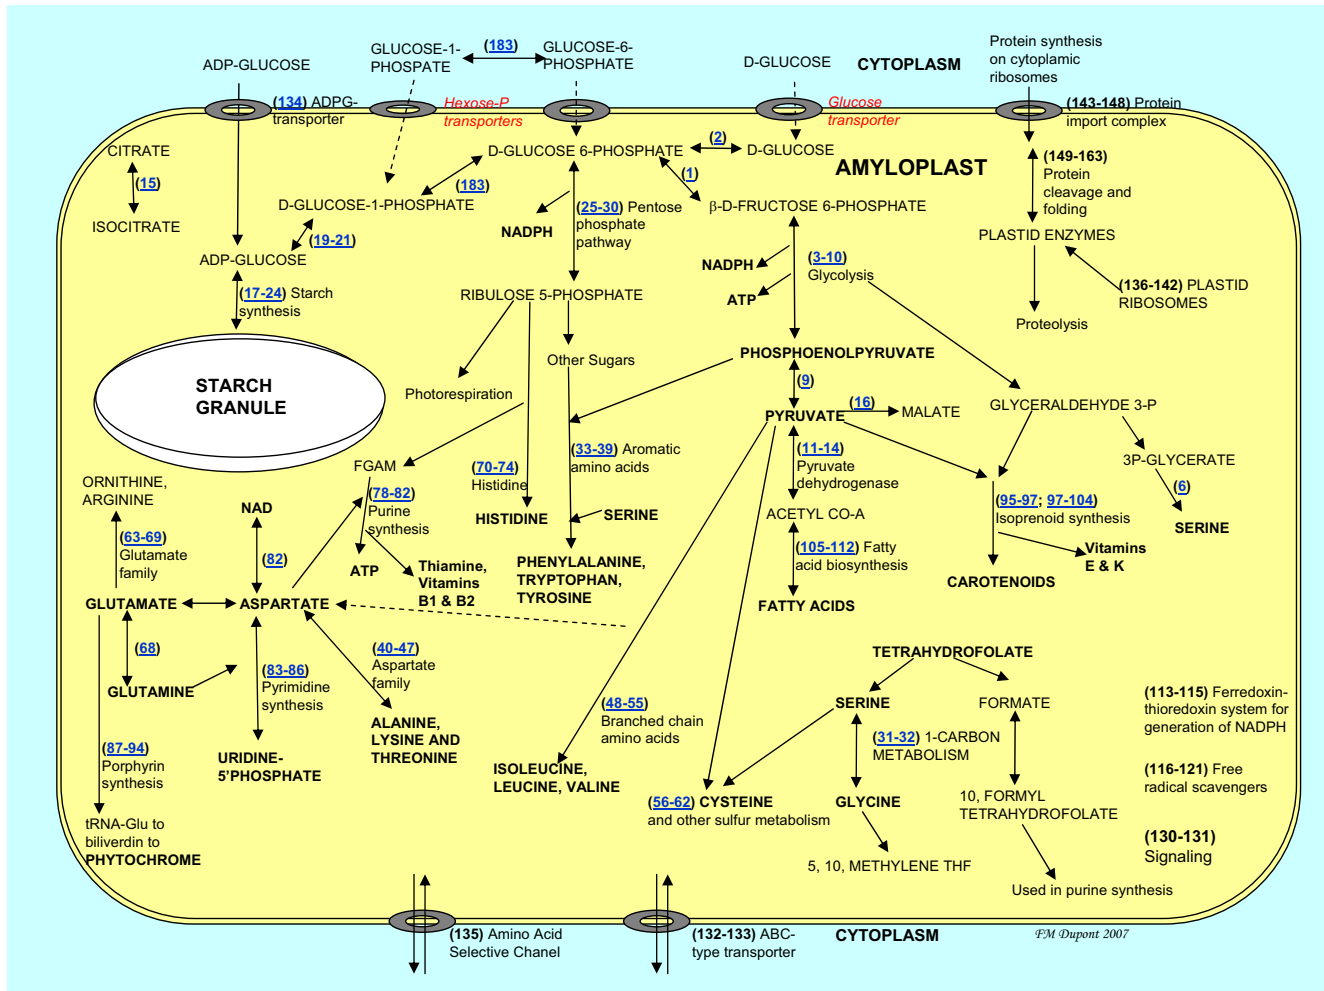 ADP-GLUCOSE
GLUCOSE-1-
PHOSPATE
(183)
GLUCOSE-6-
PHOSPHATE
D-GLUCOSE
CYTOPLASM
Protein synthesis
on cytoplamic
ribosomes
(134) ADPG-
transporter
Hexose-P
transporters
Glucose
transporter
(143-148) Protein
import complex
CITRATE
(15)
ISOCITRATE
D-GLUCOSE 6-PHOSPHATE
(2)
D-GLUCOSE
AMYLOPLAST
(149-163)
Protein
cleavage and
folding
(183)
(1)
D-GLUCOSE-1-PHOSPHATE
(19-21)
ADP-GLUCOSE
NADPH
(25-30) Pentose
phosphate
pathway
β-D-FRUCTOSE 6-PHOSPHATE
PLASTID ENZYMES
NADPH
(3-10)
Glycolysis
ATP
(136-142) PLASTID
RIBOSOMES
Proteolysis
(17-24) Starch
synthesis
RIBULOSE 5-PHOSPHATE
STARCH
GRANULE
Other Sugars
Photorespiration
PHOSPHOENOLPYRUVATE
(9)
PYRUVATE
(16)
MALATE
GLYCERALDEHYDE 3-P
3P-GLYCERATE
(6)
SERINE
(11-14)
Pyruvate
dehydrogenase
ACETYL CO-A
(105-112) Fatty
acid biosynthesis
FATTY ACIDS
(95-97; 97-104)
Isoprenoid synthesis
Vitamins
E & K
CAROTENOIDS
(33-39) Aromatic
amino acids
SERINE
PHENYLALANINE,
TRYPTOPHAN,
TYROSINE
(70-74)
Histidine
HISTIDINE
FGAM
(78-82)
Purine
synthesis
ATP
Thiamine,
Vitamins
B1 & B2
ORNITHINE,
ARGININE
(63-69)
Glutamate
family
NAD
(82)
GLUTAMATE
ASPARTATE
(68)
GLUTAMINE
(83-86)
Pyrimidine
synthesis
URIDINE-
5'PHOSPHATE
(40-47)
Aspartate
family
ALANINE,
LYSINE AND
THREONINE
(87-94)
Porphyrin
synthesis
tRNA-Glu to
biliverdin to
PHYTOCHROME
(48-55)
Branched chain
amino acids
ISOLEUCINE,
LEUCINE, VALINE
(56-62) CYSTEINE
and other sulfur metabolism
TETRAHYDROFOLATE
SERINE
FORMATE
(31-32) 1-CARBON
METABOLISM
GLYCINE
10, FORMYL
TETRAHYDROFOLATE
5, 10, METHYLENE THF
Used in purine synthesis
(113-115) Ferredoxin-
thioredoxin system for
generation of NADPH
(116-121) Free
radical scavengers
(130-131)
Signaling
(135) Amino Acid
Selective Chanel
(132-133) ABC-
type transporter
CYTOPLASM
FM Dupont 2007